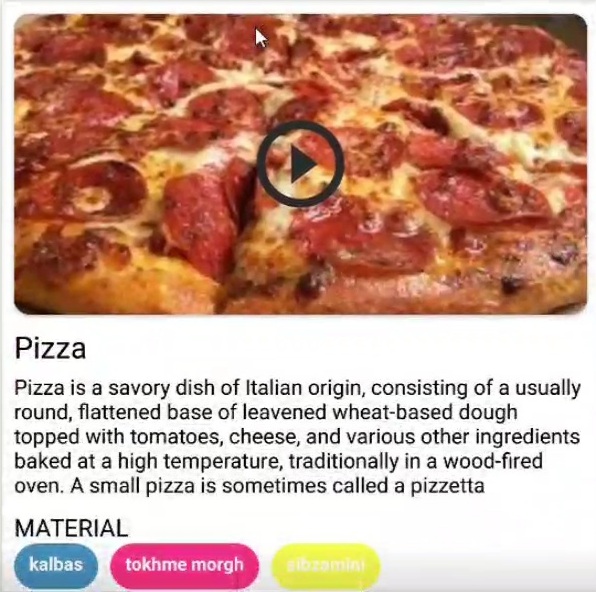 Pizza
Pizza is a savory dish of Italian origin, consisting of a usually
round, flattened base of leavened wheat-based dough
topped with tomatoes, cheese, and various other ingredients
baked at a high temperature, traditionally in a wood-fired
oven. A small pizza is sometimes called a pizzetta
MATERIAL
kalbas tokhme morgh sibzamini